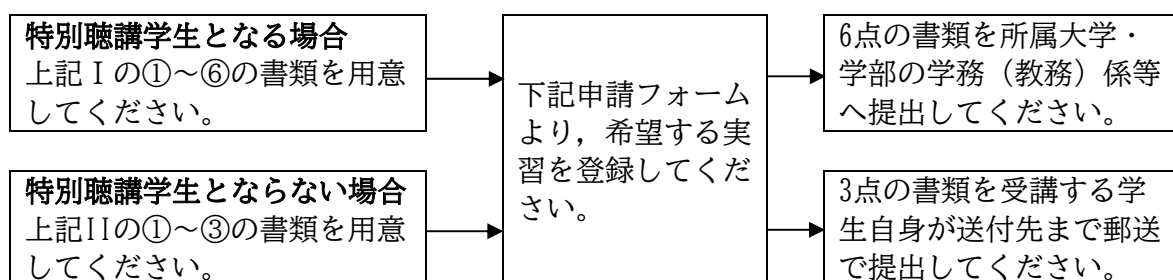 特別聴講学生となる場合
上記Ⅰの①～⑥の書類を用意
してください。
特別聴講学生とならない場合
上記IIの①～③の書類を用意
してください。
下記申請フォーム
より，希望する実
習を登録してくだ
さい。
6点の書類を所属大学・
学部の学務（教務）係等
へ提出してください。
3点の書類を受講する学
生自身が送付先まで郵送
で提出してください。